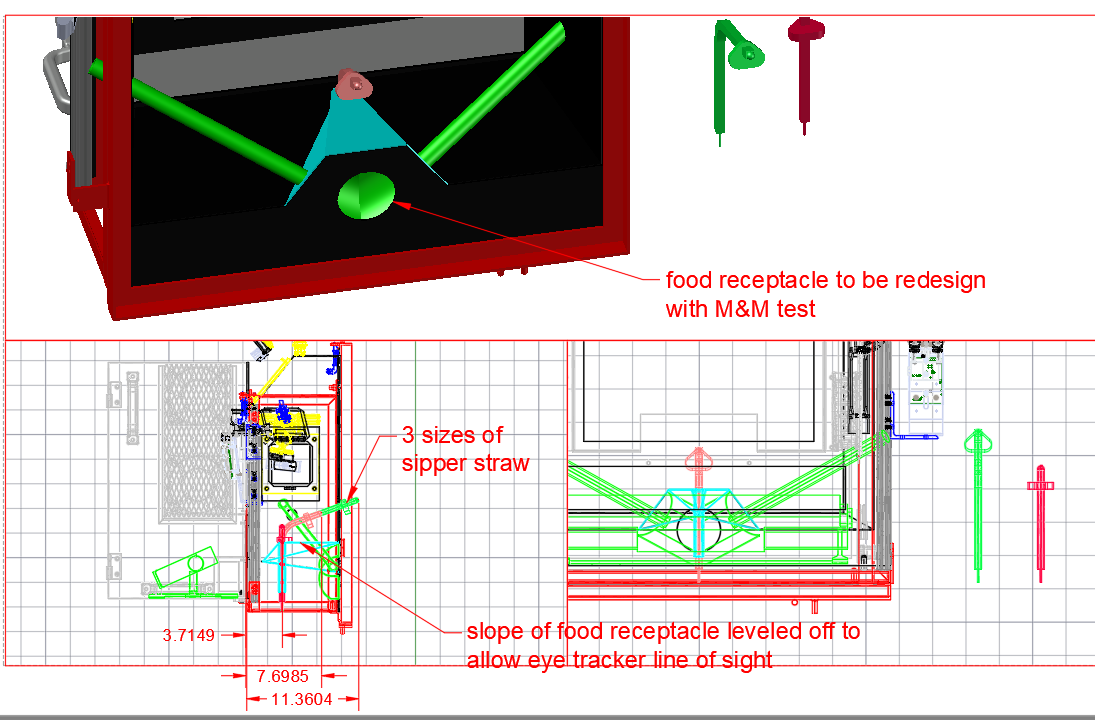 food receptacle to be redesign
with M&M test
3 sizes of
sipper straw
slope of food receptacle leveled off to
allow eye tracker line of sight
3.7149
7.6985
11.3604